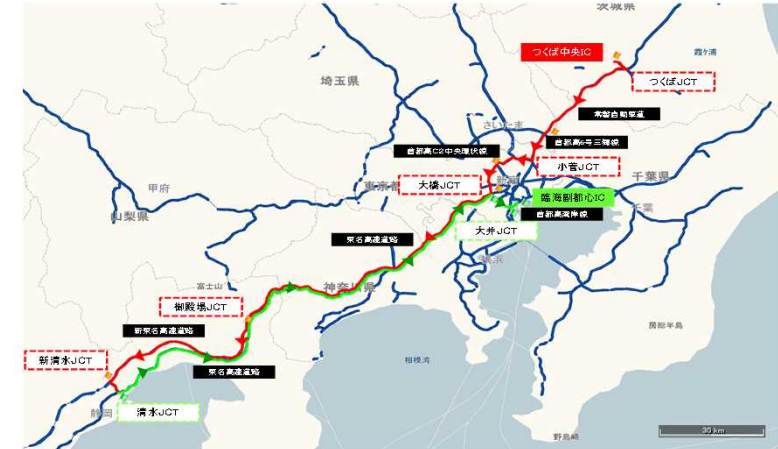 茨城県
つくば中央IC
霞ヶ浦
つくばJCT
埼玉県
常磐自動車道
さいたま
首都高6号三郷線
首都高C2中央環状線
小菅JCT
新宿
千葉県
甲府
東京都
大橋JCT
臨海副都心IC
千葉
山梨県
首都高湾岸線
大井JCT
東名高速道路
横浜
富士山
神奈川県
御殿場JCT
新東名高速道路
房総半島
新清水JCT
相模湾
東名高速道路
静岡
清水JCT
野島崎
30 km